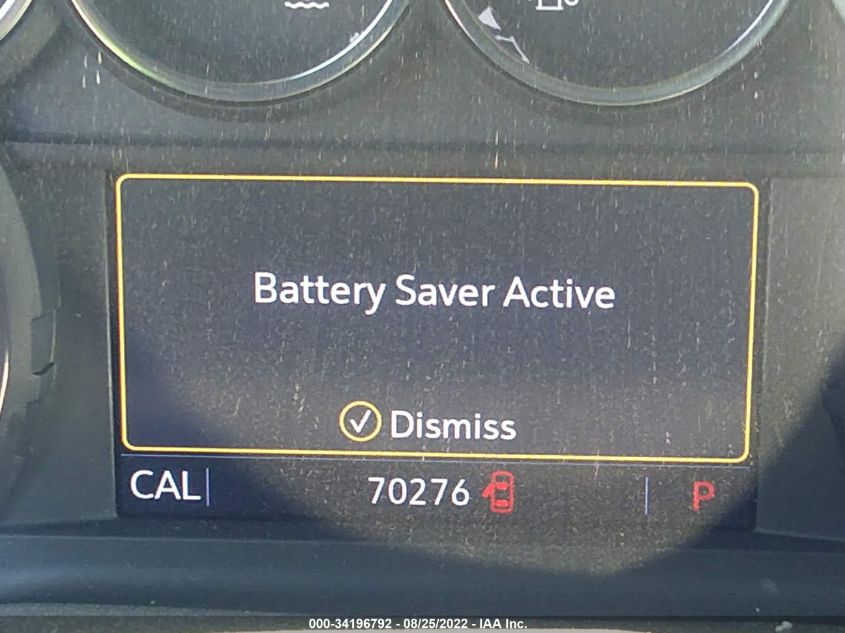 Battery Saver Active
Dismiss
CAL 70276 P
000-34196792 - 08/25/2022 - IAA Inc.